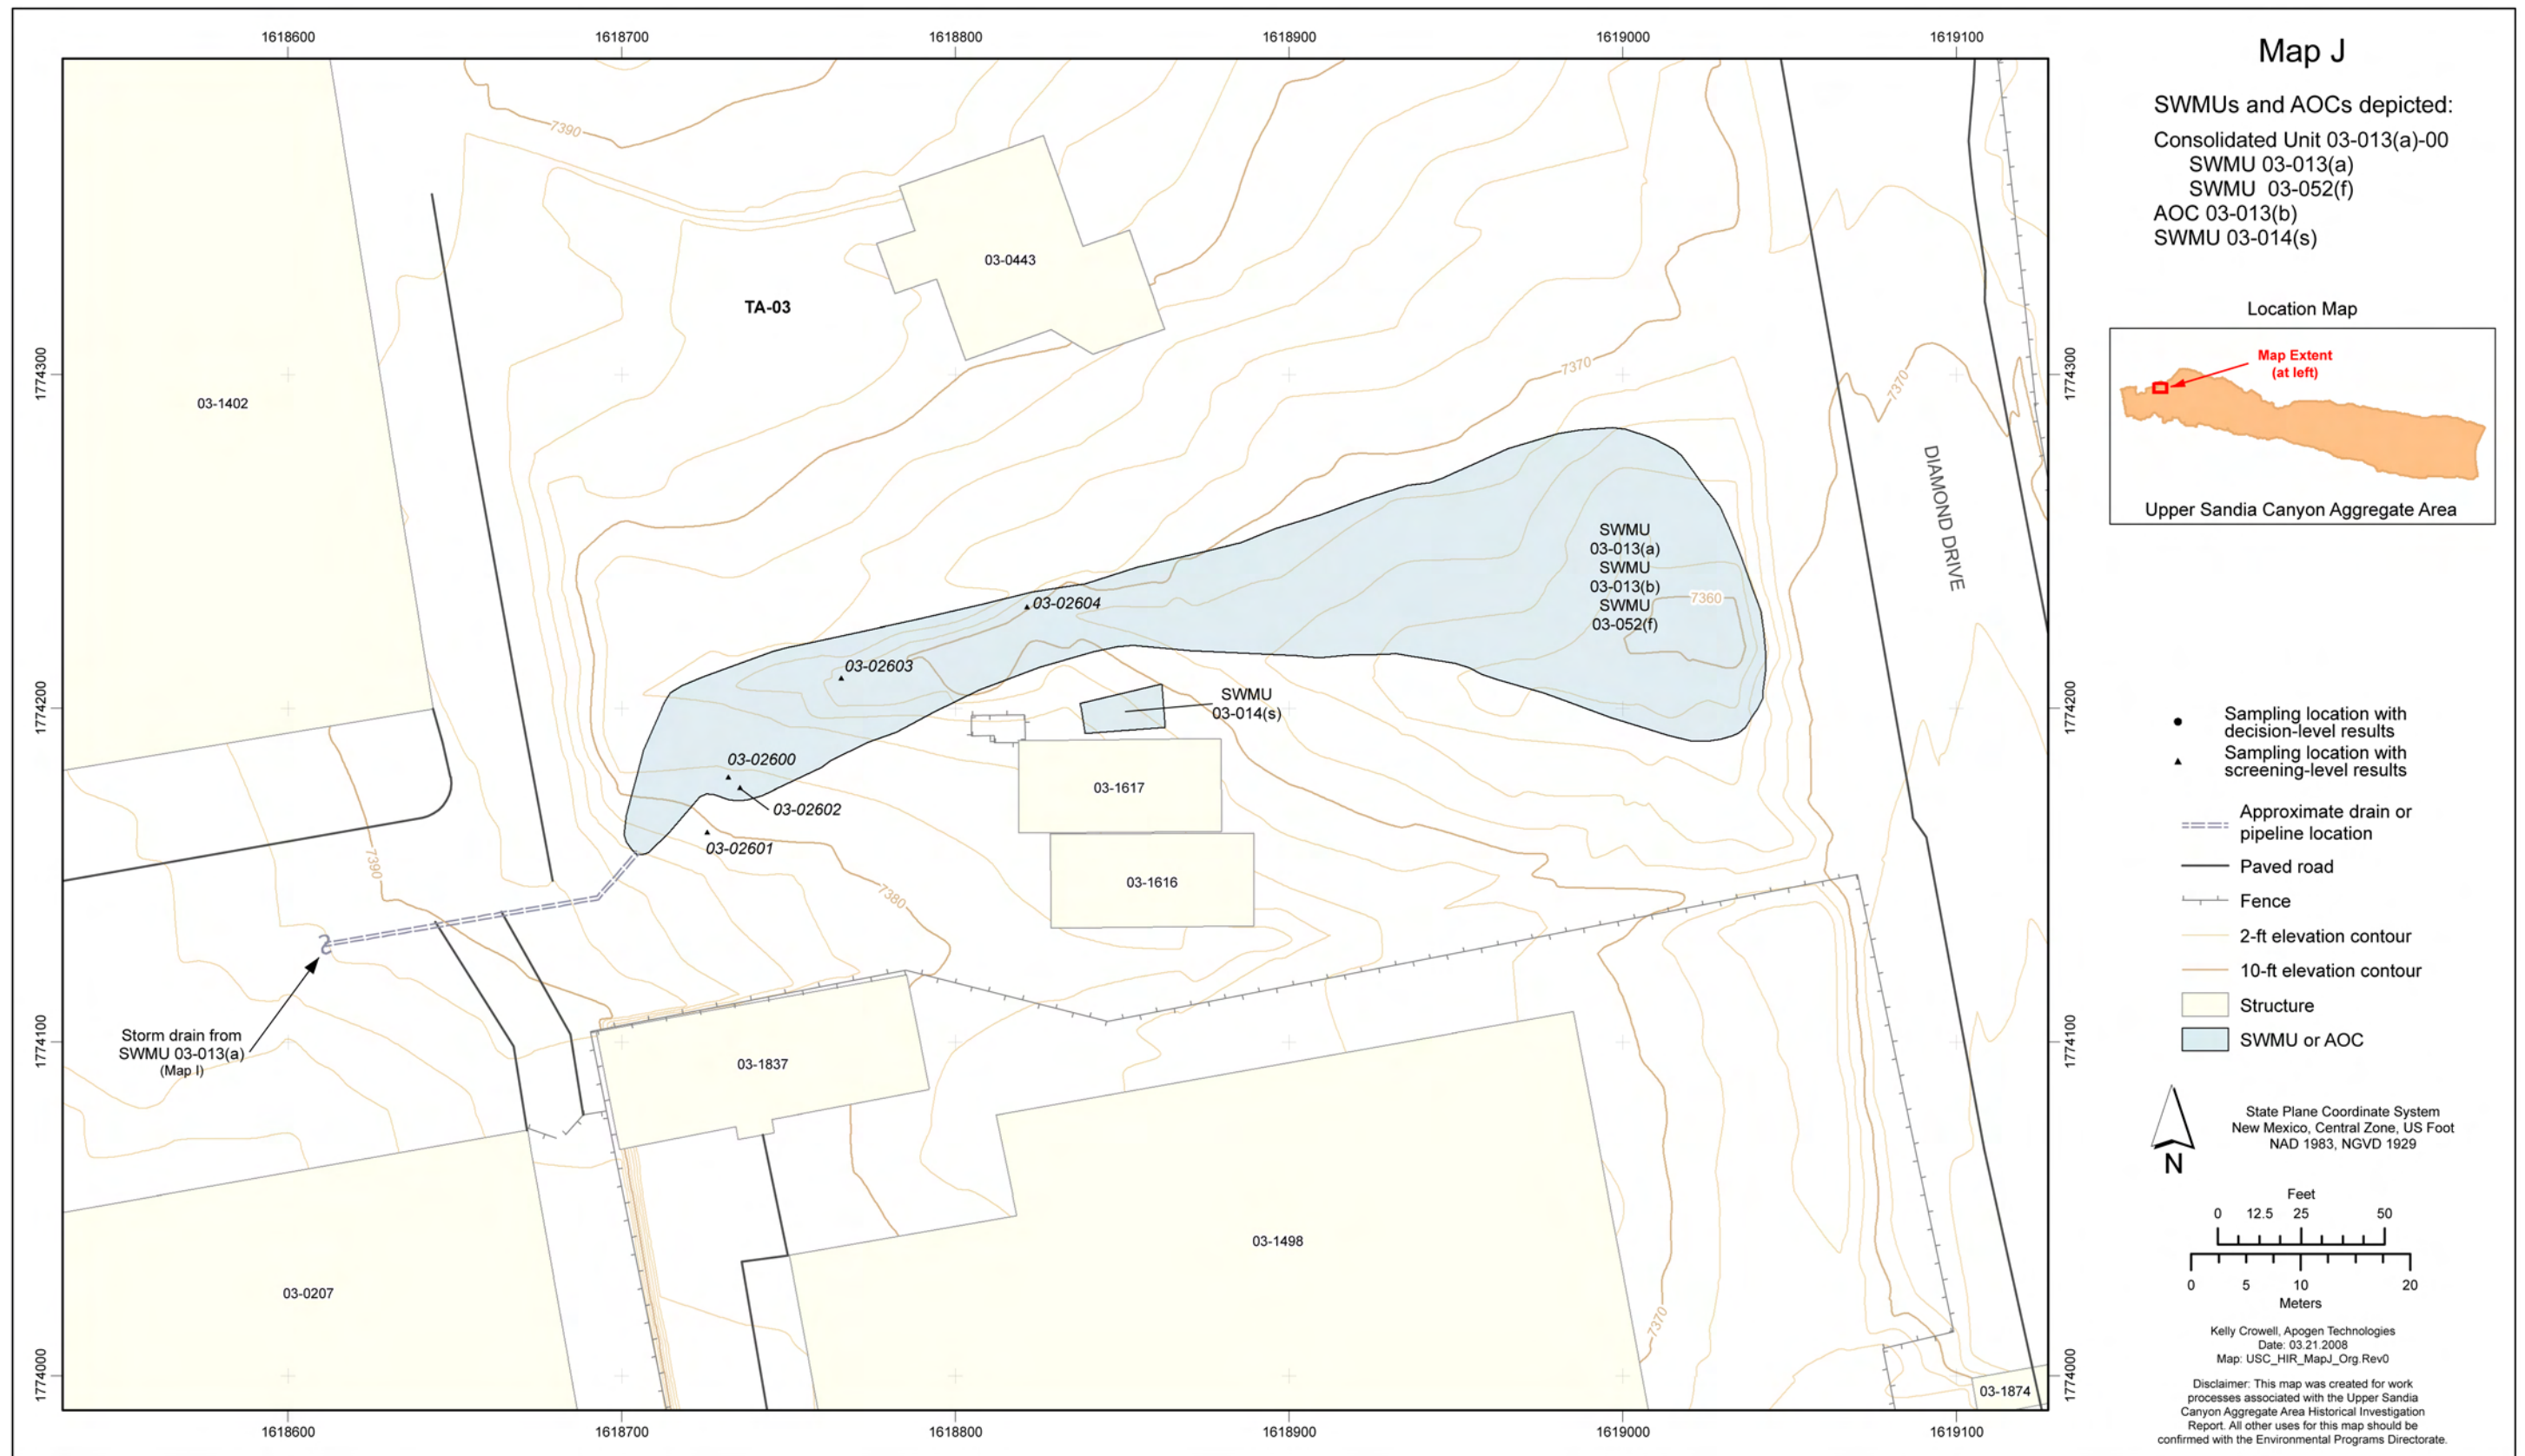 1618600
1618700
1618800
1618900
1619000
1619100
Map J
SWMUs and AOCs depicted:
Consolidated Unit 03-013(a)-00
SWMU 03-013(a)
SWMU 03-052(f)
AOC 03-013(b)
SWMU 03-014(s)
Location Map
Map Extent
(at left)
Upper Sandia Canyon Aggregate Area
7390
03-0443
TA-03
1774300
1774300
7370
7370
03-1402
DIAMOND DRIVE
SWMU
03-013(a)
SWMU
03-013(b)
SWMU
03-052(f)
7360
03-02604
03-02603
SWMU
03-014(s)
1774200
1774200
03-02600
03-02602
03-02601
03-1617
03-1616
7390
7380
Storm drain from
SWMU 03-013(a)
(Map I)
1774100
1774100
03-1837
03-1498
03-0207
7370
1774000
1774000
03-1874
1618600
1618700
1618800
1618900
1619000
1619100
Sampling location with
decision-level results
Sampling location with
screening-level results
Approximate drain or
pipeline location
Paved road
Fence
2-ft elevation contour
10-ft elevation contour
Structure
SWMU or AOC
N
State Plane Coordinate System
New Mexico, Central Zone, US Foot
NAD 1983, NGVD 1929
Feet
0 12.5 25 50
0 5 10 20
Meters
Kelly Crowell, Apogen Technologies
Date: 03.21.2008
Map: USC_HIR_MapJ_Org.Rev0
Disclaimer: This map was created for work
processes associated with the Upper Sandia
Canyon Aggregate Area Historical Investigation
Report. All other uses for this map should be
confirmed with the Environmental Programs Directorate.